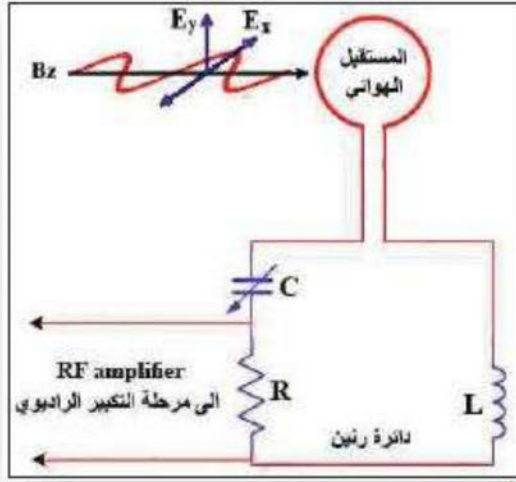 Ey
Ex
Bz
المستقبل
الهوائي
C
RF amplifier
الى مرحلة التكبير الراديوي
R
L
دائرة رنين